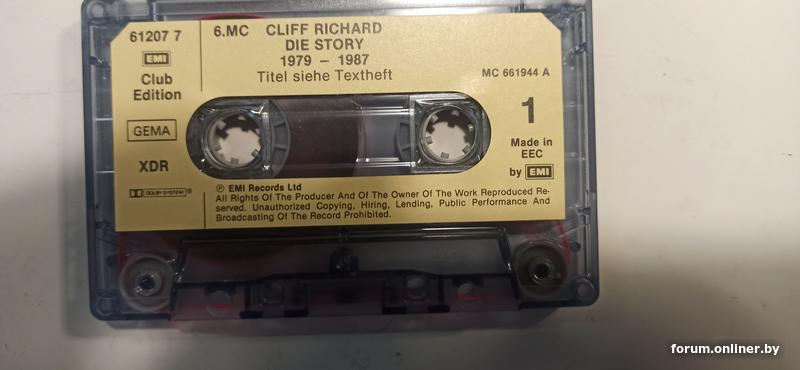 61207 7
EMI
Club
Edition
GEMA
XDR
DOLBY SYSTEM ®
6.MC CLIFF RICHARD
DIE STORY
1979 – 1987
Titel siehe Textheft
MC 661944 A
1
Made in
EEC
by EMI
℗ EMI Records Ltd
All Rights Of The Producer And Of The Owner Of The Work Reproduced Re-
served. Unauthorized Copying, Hiring, Lending, Public Performance And
Broadcasting Of The Record Prohibited.
forum.onliner.by